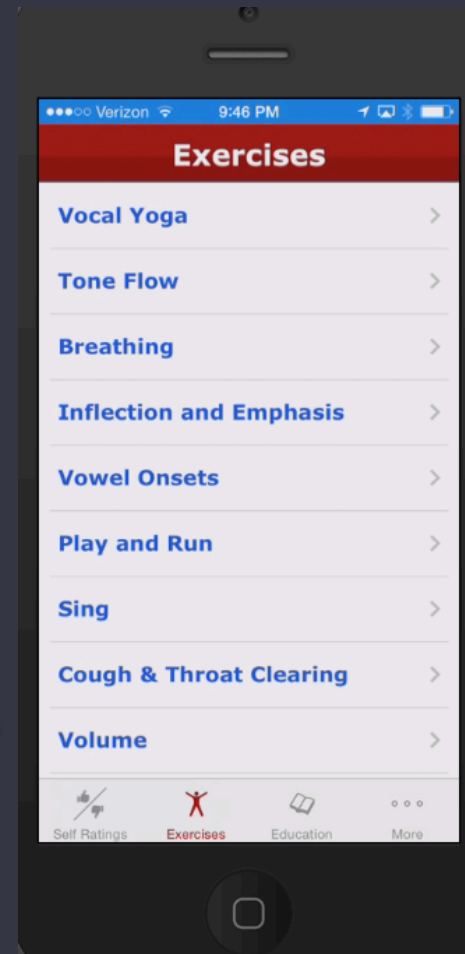 Verizon 9:46 PM
Exercises
Vocal Yoga
Tone Flow
Breathing
Inflection and Emphasis
Vowel Onsets
Play and Run
Sing
Cough & Throat Clearing
Volume
Self Ratings Exercises Education More